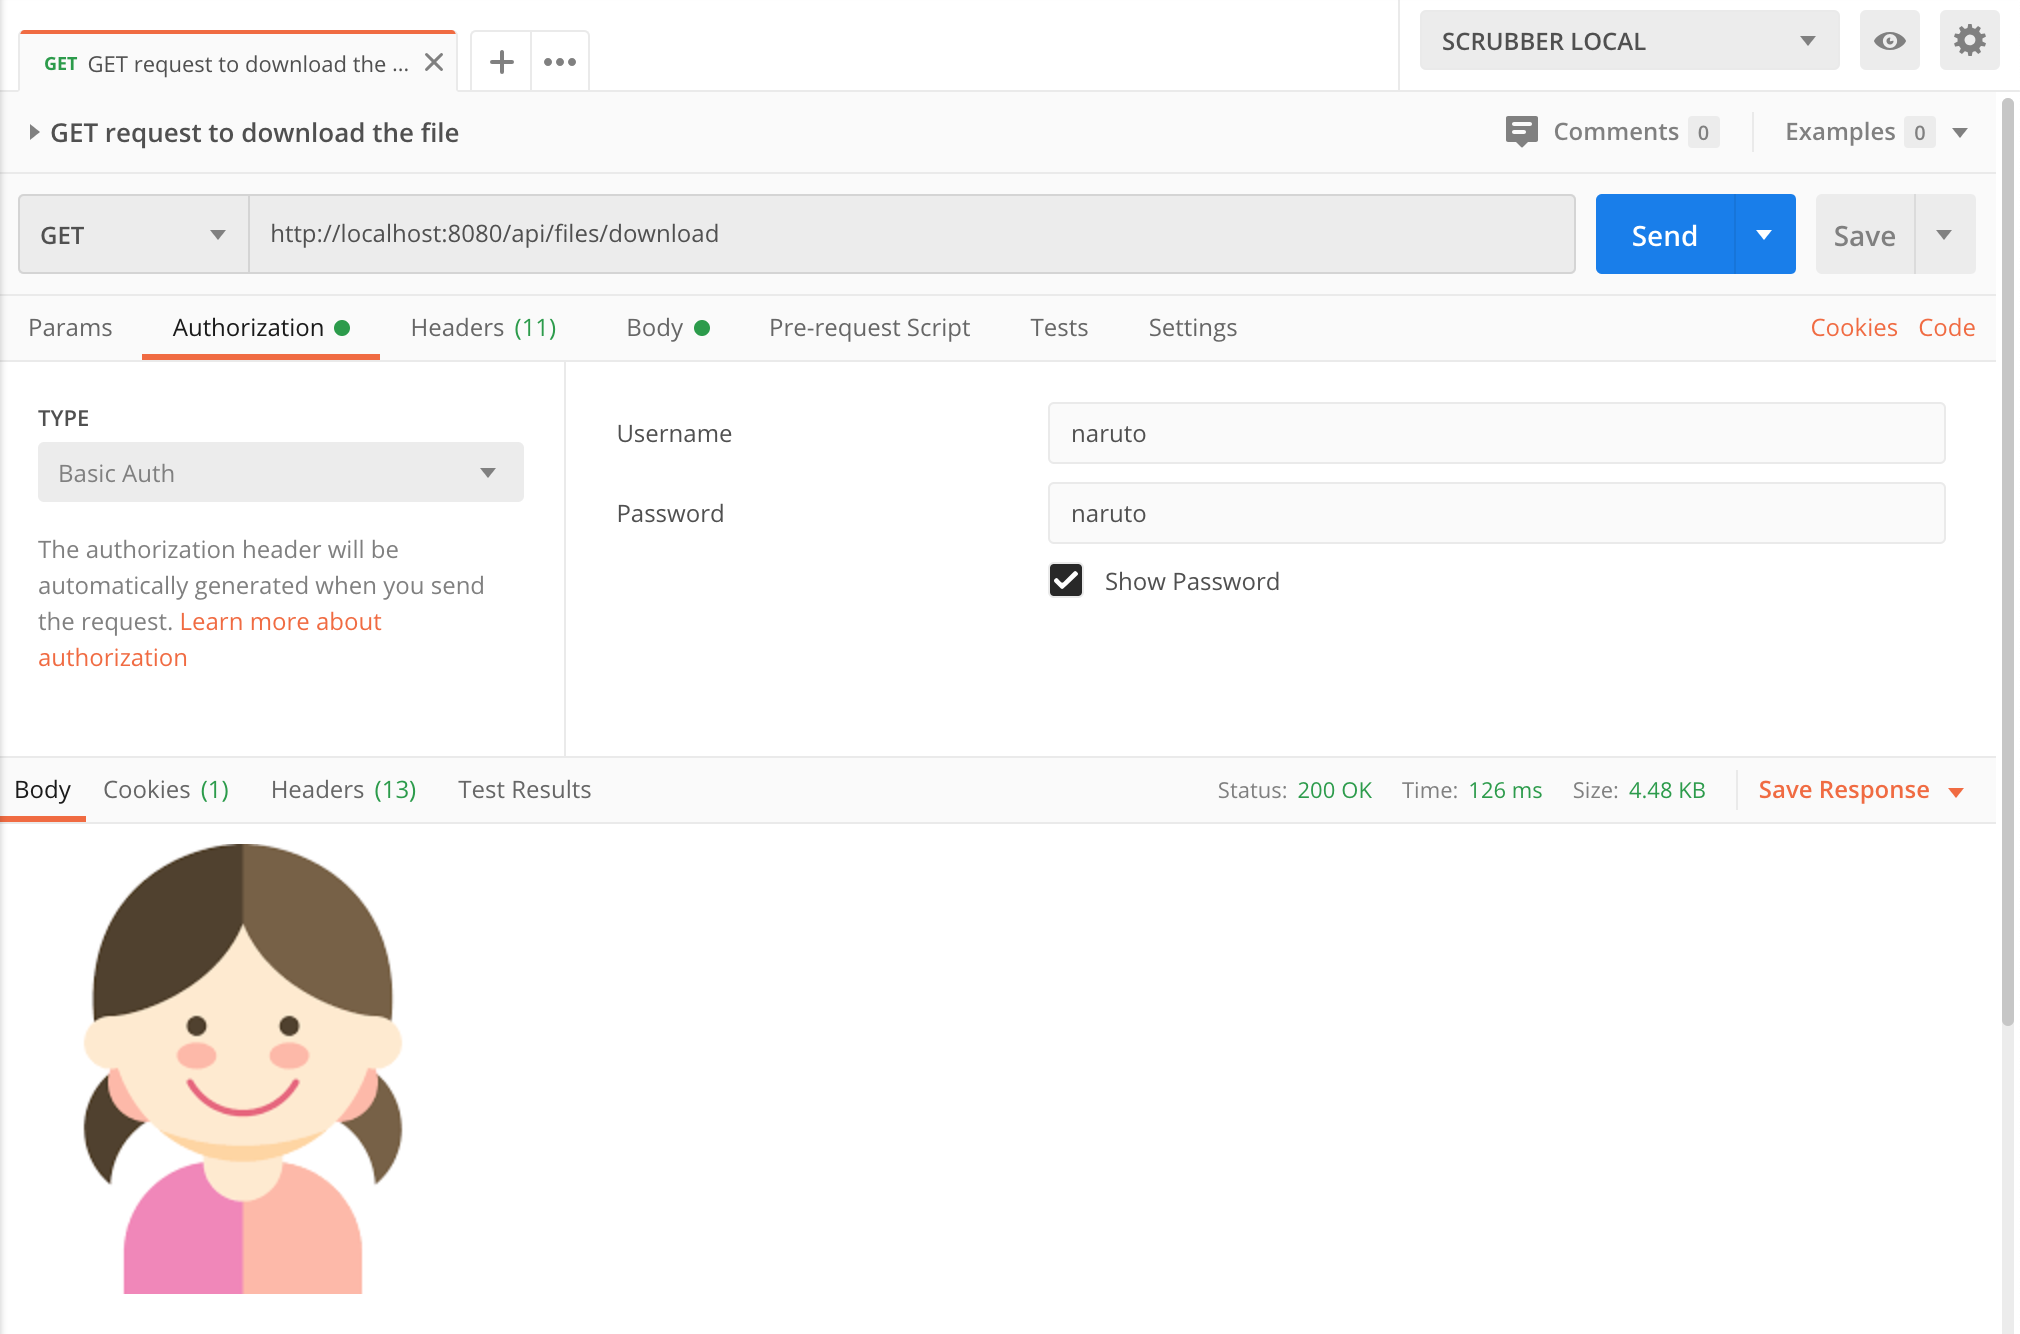 GET GET request to download the ...
SCRUBBER LOCAL
GET request to download the file
Comments 0
Examples 0
GET
http://localhost:8080/api/files/download
Send
Save
Params
Authorization
Headers (11)
Body
Pre-request Script
Tests
Settings
Cookies
Code
TYPE
Basic Auth
The authorization header will be
automatically generated when you send
the request. Learn more about
authorization
Username
naruto
Password
naruto
Show Password
Body
Cookies (1)
Headers (13)
Test Results
Status: 200 OK
Time: 126 ms
Size: 4.48 KB
Save Response